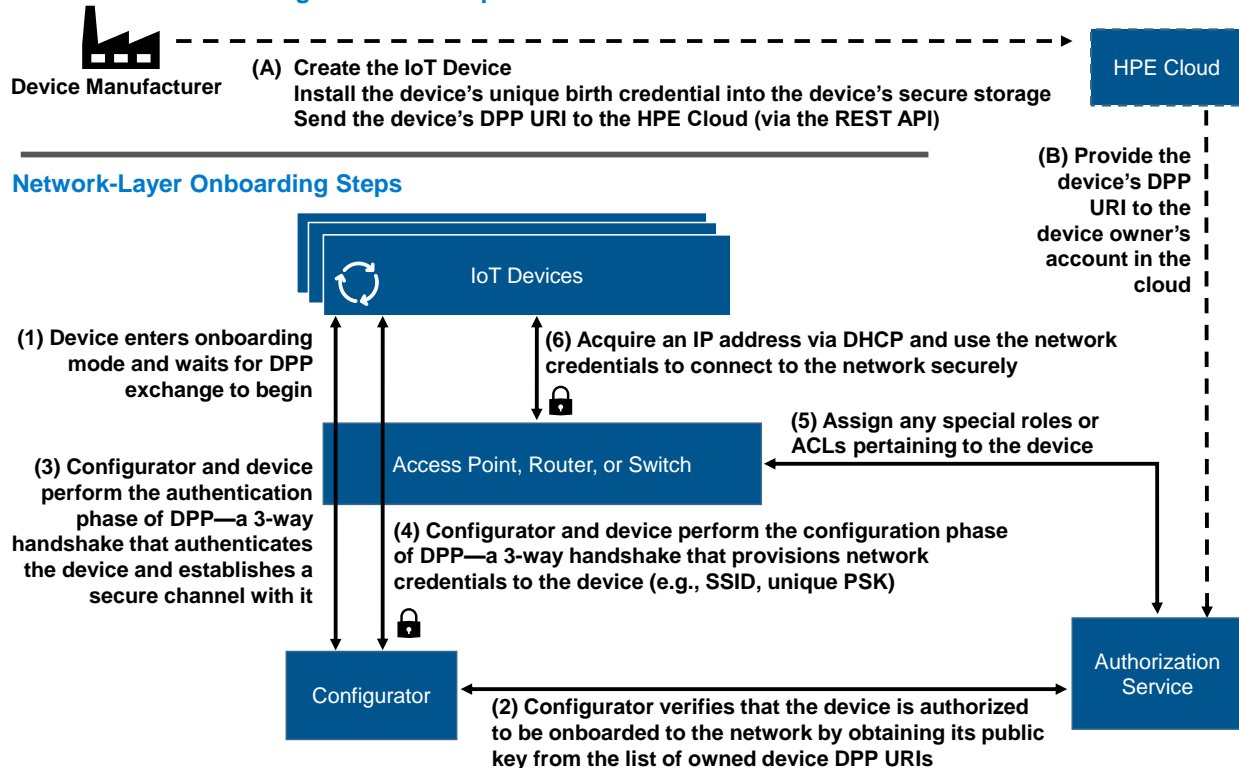 Device Manufacturer
(A) Create the IoT Device
Install the device's unique birth credential into the device's secure storage
Send the device's DPP URI to the HPE Cloud (via the REST API)
HPE Cloud
(B) Provide the
device's DPP
URI to the
device owner's
account in the
cloud
Network-Layer Onboarding Steps
IoT Devices
(1) Device enters onboarding
mode and waits for DPP
exchange to begin
(6) Acquire an IP address via DHCP and use the network
credentials to connect to the network securely
(5) Assign any special roles or
ACLs pertaining to the device
Access Point, Router, or Switch
(3) Configurator and device
perform the authentication
phase of DPP—a 3-way
handshake that authenticates
the device and establishes a
secure channel with it
(4) Configurator and device perform the configuration phase
of DPP—a 3-way handshake that provisions network
credentials to the device (e.g., SSID, unique PSK)
Configurator
Authorization
Service
(2) Configurator verifies that the device is authorized
to be onboarded to the network by obtaining its public
key from the list of owned device DPP URIs